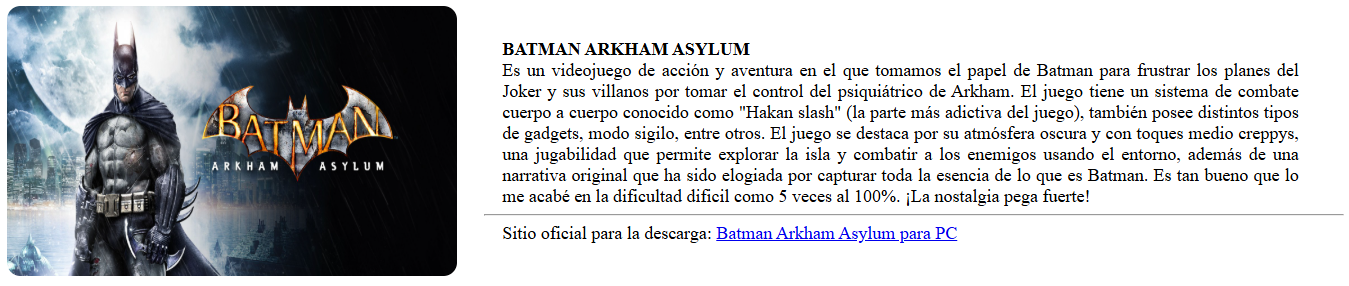 BATMAN
ARKHAM ASYLUM
BATMAN ARKHAM ASYLUM
Es un videojuego de acción y aventura en el que tomamos el papel de Batman para frustrar los planes del
Joker y sus villanos por tomar el control del psiquiátrico de Arkham. El juego tiene un sistema de combate
cuerpo a cuerpo conocido como "Hakan slash" (la parte más adictiva del juego), también posee distintos tipos
de gadgets, modo sigilo, entre otros. El juego se destaca por su atmósfera oscura y con toques medio creppys,
una jugabilidad que permite explorar la isla y combatir a los enemigos usando el entorno, además de una
narrativa original que ha sido elogiada por capturar toda la esencia de lo que es Batman. Es tan bueno que lo
me acabé en la dificultad dificil como 5 veces al 100%. ¡La nostalgia pega fuerte!
Sitio oficial para la descarga: Batman Arkham Asylum para PC